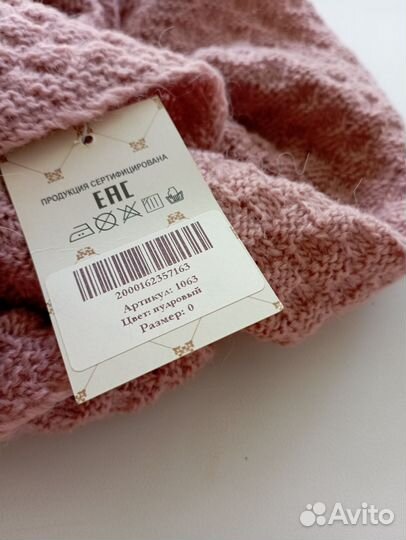 ПРОДУКЦИЯ СЕРТИФИЦИРОВАНА
EAC
2000162357163
Артикул: 1063
Цвет: пудровый
Размер: 0
Avito